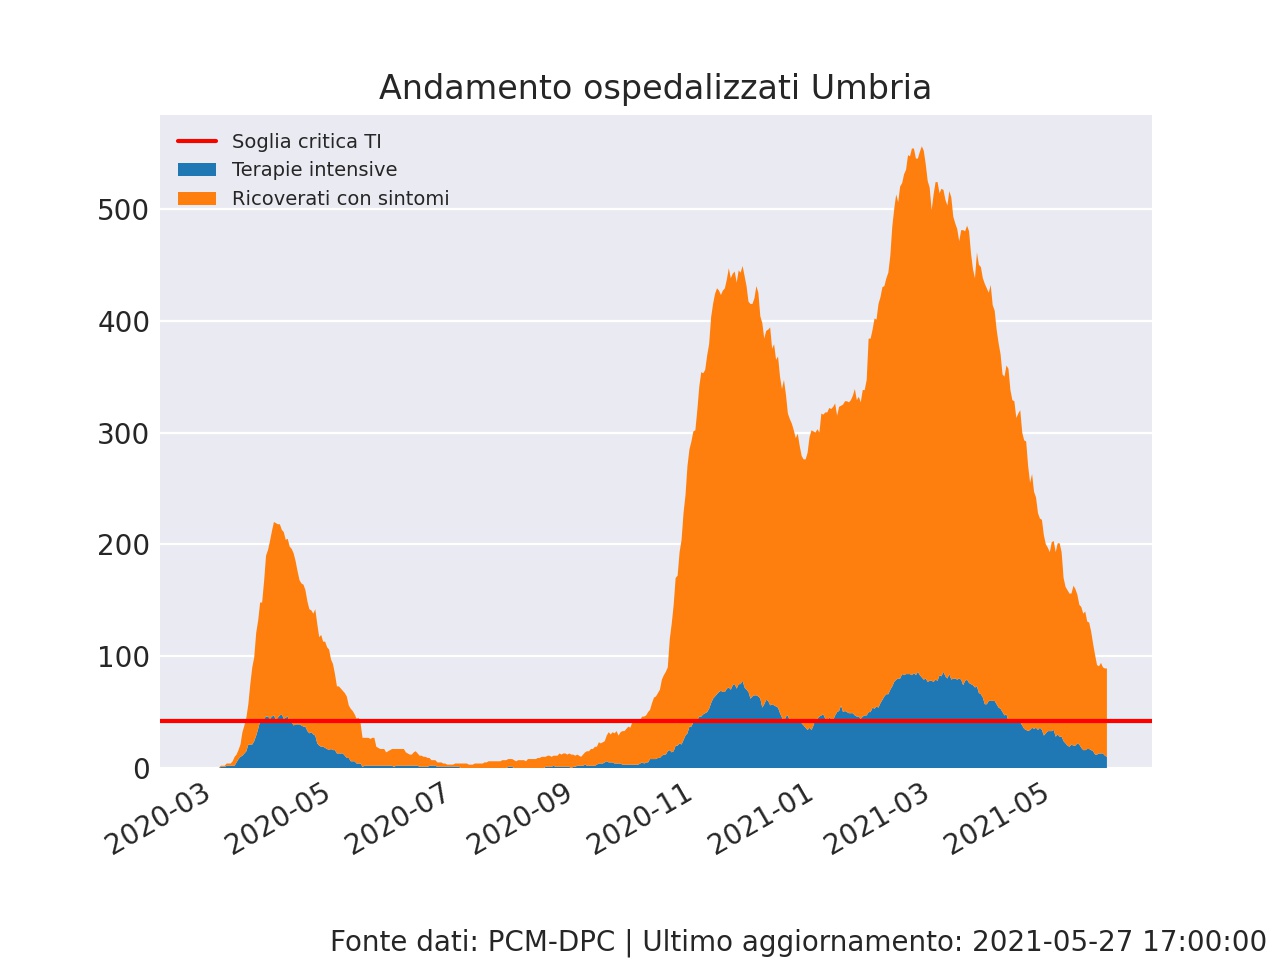 Andamento ospedalizzati Umbria
Soglia critica TI
Terapie intensive
Ricoverati con sintomi
500
400
300
200
100
0
2020-03 2020-05 2020-07 2020-09 2020-11 2021-01 2021-03 2021-05
Fonte dati: PCM-DPC | Ultimo aggiornamento: 2021-05-27 17:00:00